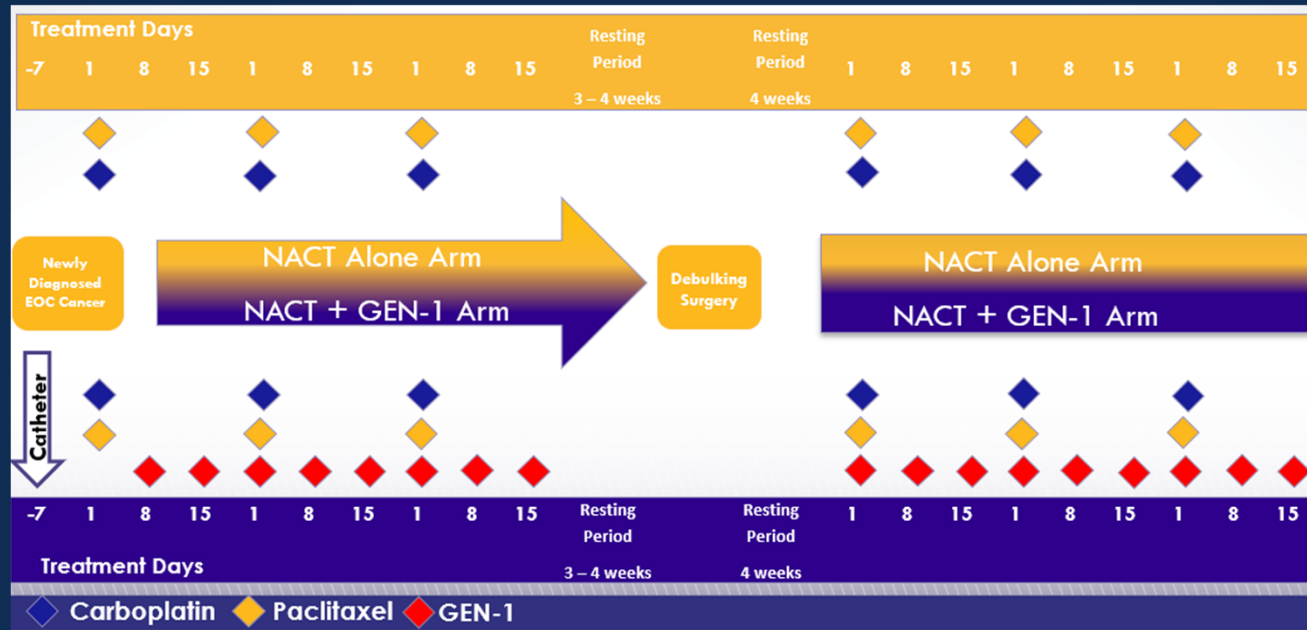 Treatment Days
Resting Period 3 – 4 weeks
Resting Period 4 weeks
-7 1 8 15 1 8 15 1 8 15 1 8 15 1 8 15 1 8 15
Newly Diagnosed EOC Cancer
NACT Alone Arm
NACT + GEN-1 Arm
Debulking Surgery
NACT Alone Arm
NACT + GEN-1 Arm
Catheter
-7 1 8 15 1 8 15 1 8 15 1 8 15 1 8 15 1 8 15
Resting Period 3 – 4 weeks
Resting Period 4 weeks
Treatment Days
Carboplatin Paclitaxel GEN-1